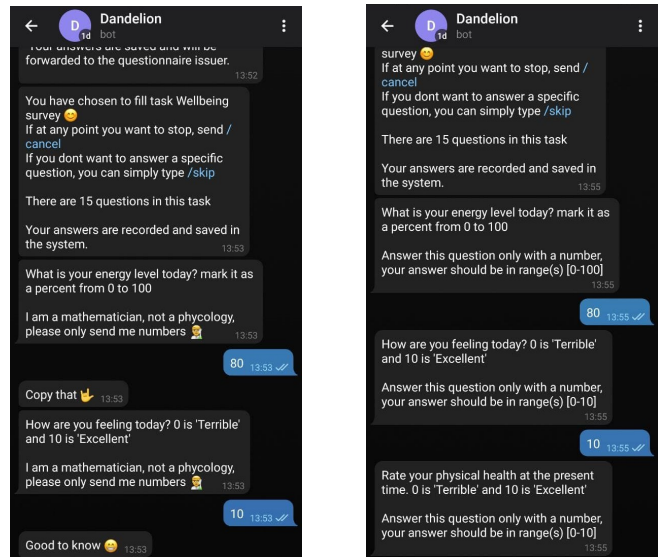 Dandelion
D
1d
bot
Your answers are saved and will be
forwarded to the questionnaire issuer.
13:52
You have chosen to fill task Wellbeing
survey 😊
If at any point you want to stop, send /
cancel
If you dont want to answer a specific
question, you can simply type /skip
There are 15 questions in this task
Your answers are recorded and saved in
the system.
13:53
What is your energy level today? mark it as
a percent from 0 to 100
I am a mathematician, not a phycology,
please only send me numbers 👨‍🔬
13:53
80 13:53
Copy that 🤟 13:53
How are you feeling today? 0 is 'Terrible'
and 10 is 'Excellent'
I am a mathematician, not a phycology,
please only send me numbers 👨‍🔬
13:53
10 13:53
Good to know 😁 13:53
Dandelion
D
1d
bot
survey 😊
If at any point you want to stop, send /
cancel
If you dont want to answer a specific
question, you can simply type /skip
There are 15 questions in this task
Your answers are recorded and saved in
the system.
13:55
What is your energy level today? mark it as
a percent from 0 to 100
Answer this question only with a number,
your answer should be in range(s) [0-100]
13:55
80 13:55
How are you feeling today? 0 is 'Terrible'
and 10 is 'Excellent'
Answer this question only with a number,
your answer should be in range(s) [0-10]
13:55
10 13:55
Rate your physical health at the present
time. 0 is 'Terrible' and 10 is 'Excellent'
Answer this question only with a number,
your answer should be in range(s) [0-10]
13:55